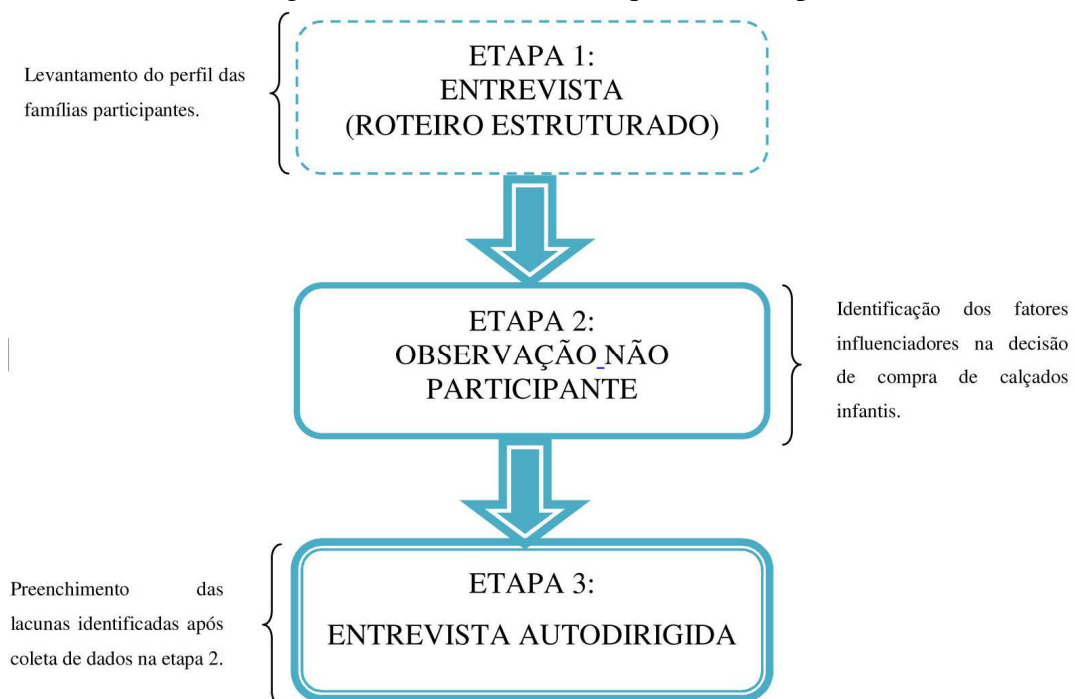 Levantamento do perfil das
famílias participantes.
ETAPA 1:
ENTREVISTA
(ROTEIRO ESTRUTURADO)
ETAPA 2:
OBSERVAÇÃO NÃO
PARTICIPANTE
Identificação dos fatores
influenciadores na decisão
de compra de calçados
infantis.
Preenchimento das
lacunas identificadas após
coleta de dados na etapa 2.
ETAPA 3:
ENTREVISTA AUTODIRIGIDA